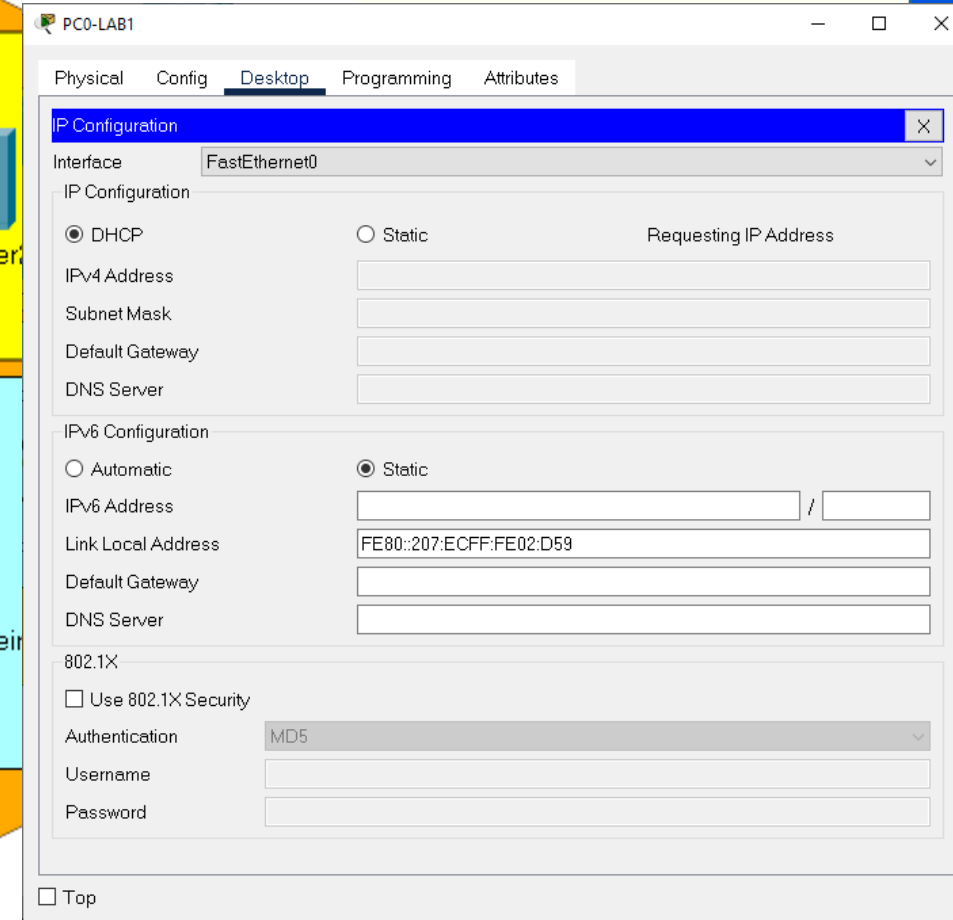 PC0-LAB1
Physical Config Desktop Programming Attributes
IP Configuration X
Interface FastEthernet0
IP Configuration
DHCP Static Requesting IP Address
IPv4 Address
Subnet Mask
Default Gateway
DNS Server
IPv6 Configuration
Automatic Static
IPv6 Address /
Link Local Address FE80::207:ECFF:FE02:D59
Default Gateway
DNS Server
802.1X
Use 802.1X Security
Authentication MD5
Username
Password
Top